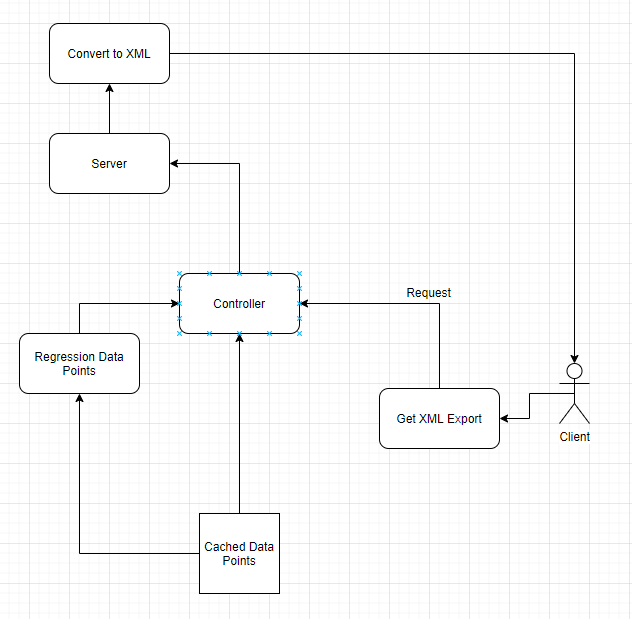 Convert to XML
Server
Request
Controller
Regression Data
Points
Get XML Export
Client
Cached Data
Points